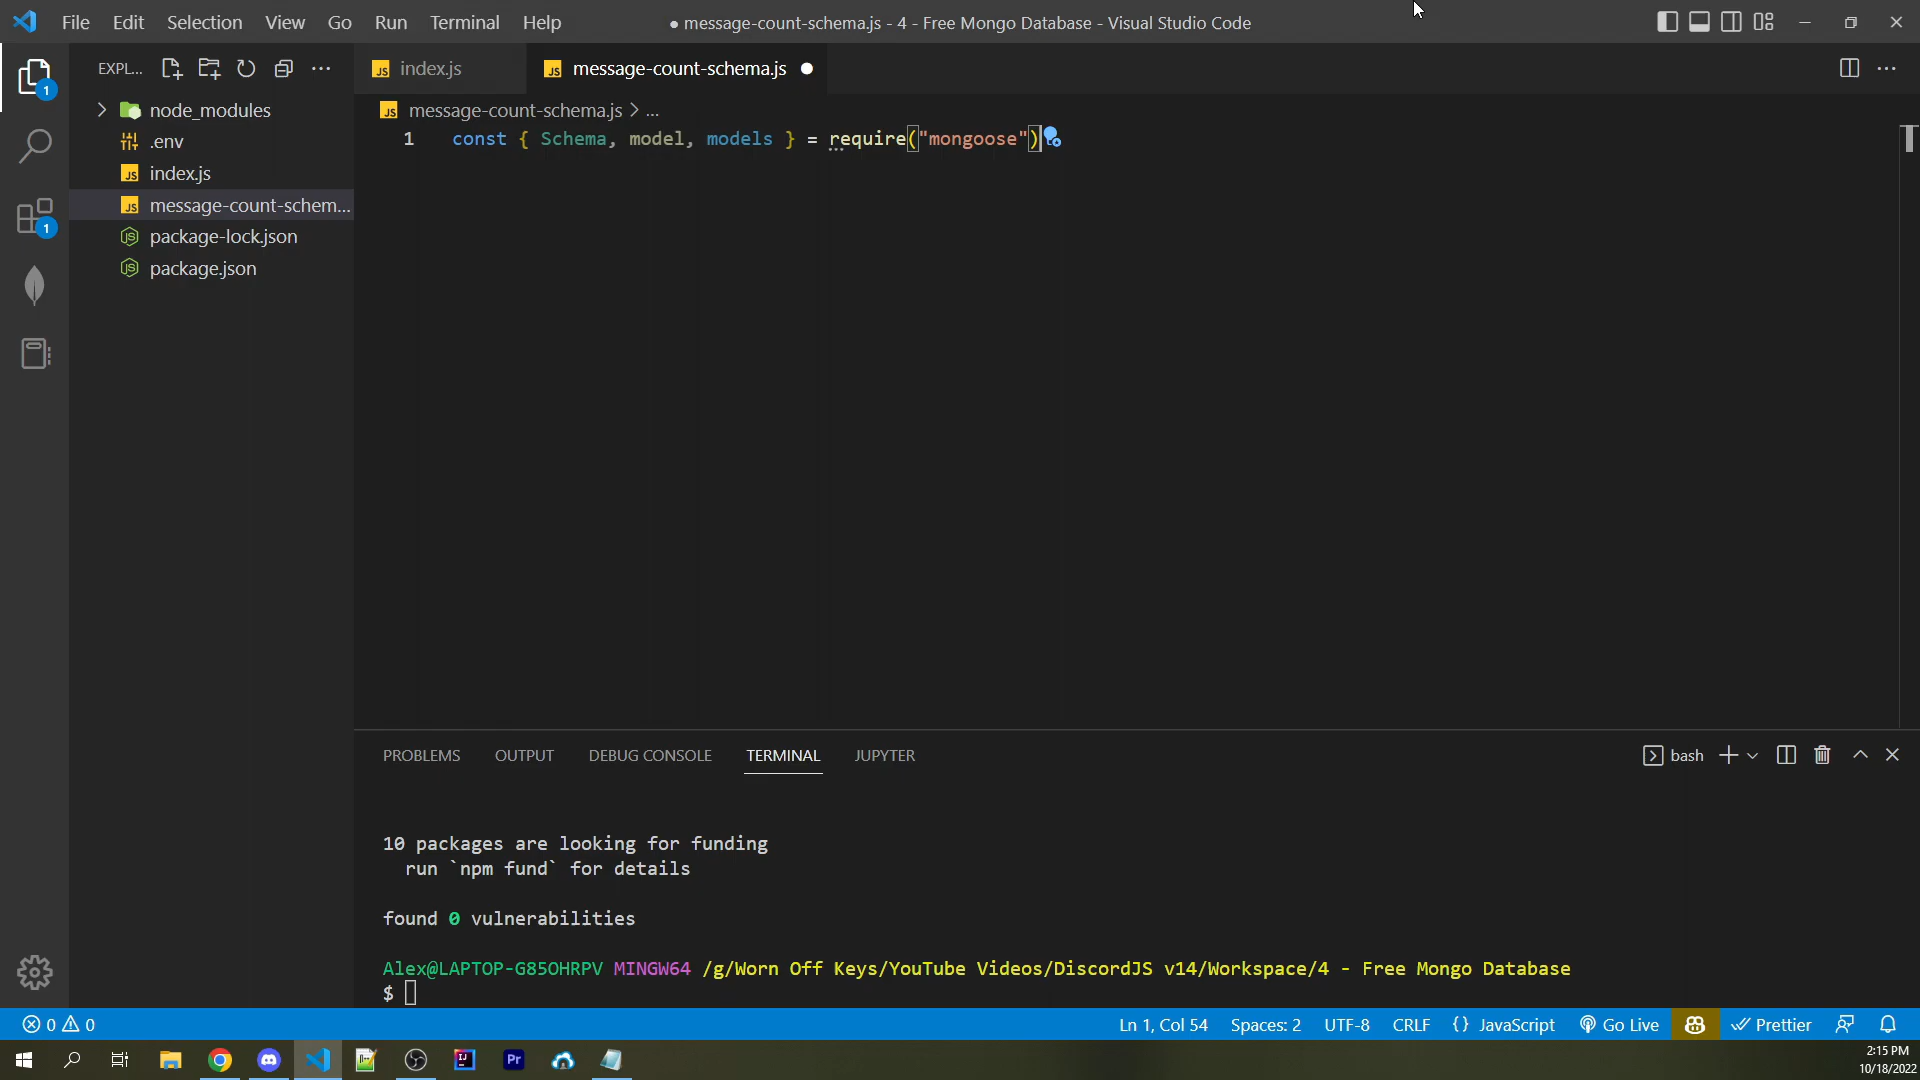 File Edit Selection View Go Run Terminal Help
● message-count-schema.js - 4 - Free Mongo Database - Visual Studio Code
EXPL...
index.js
message-count-schema.js
node_modules
.env
index.js
message-count-schem...
package-lock.json
package.json
1
1
message-count-schema.js > ...
1 const { Schema, model, models } = require("mongoose")
PROBLEMS OUTPUT DEBUG CONSOLE TERMINAL JUPYTER
bash
10 packages are looking for funding
run `npm fund` for details
found 0 vulnerabilities
Alex@LAPTOP-G85OHRPV MINGW64 /g/Worn Off Keys/YouTube Videos/DiscordJS v14/Workspace/4 - Free Mongo Database
$
0 0
Ln 1, Col 54 Spaces: 2 UTF-8 CRLF {} JavaScript Go Live Prettier
Pr
2:15 PM
10/18/2022